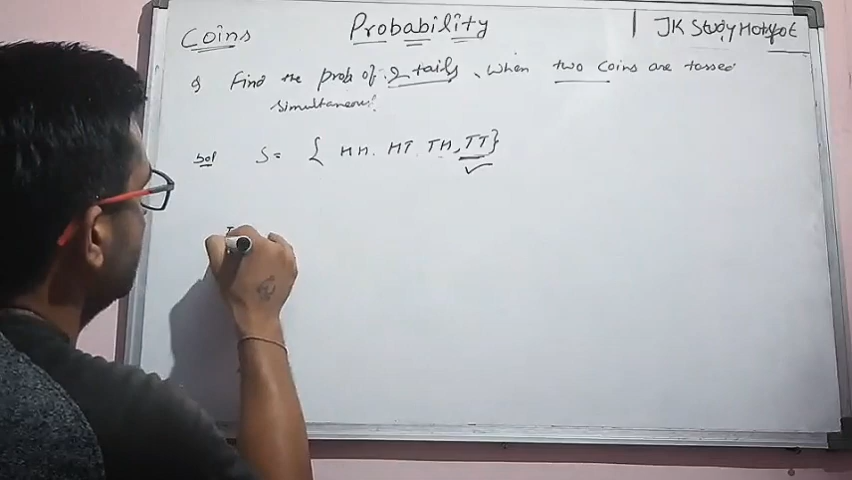 Coins Probability JK Study Hotspot
Q Find the prob of 2 tails, when two coins are tossed
simultaneous!
Sol S = { HH, HT, TH, TT}